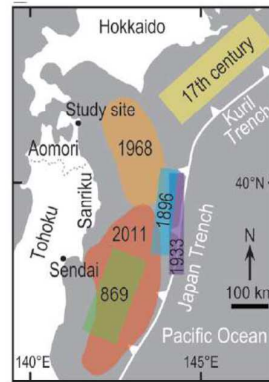 Hokkaido
17th century
Kuril
Trench
Study site
1968
Aomori
Sanriku
40°N
1896
1933
2011
Tohoku
Japan Trench
N
Sendai
869
100 km
Pacific Ocean
140°E
145°E